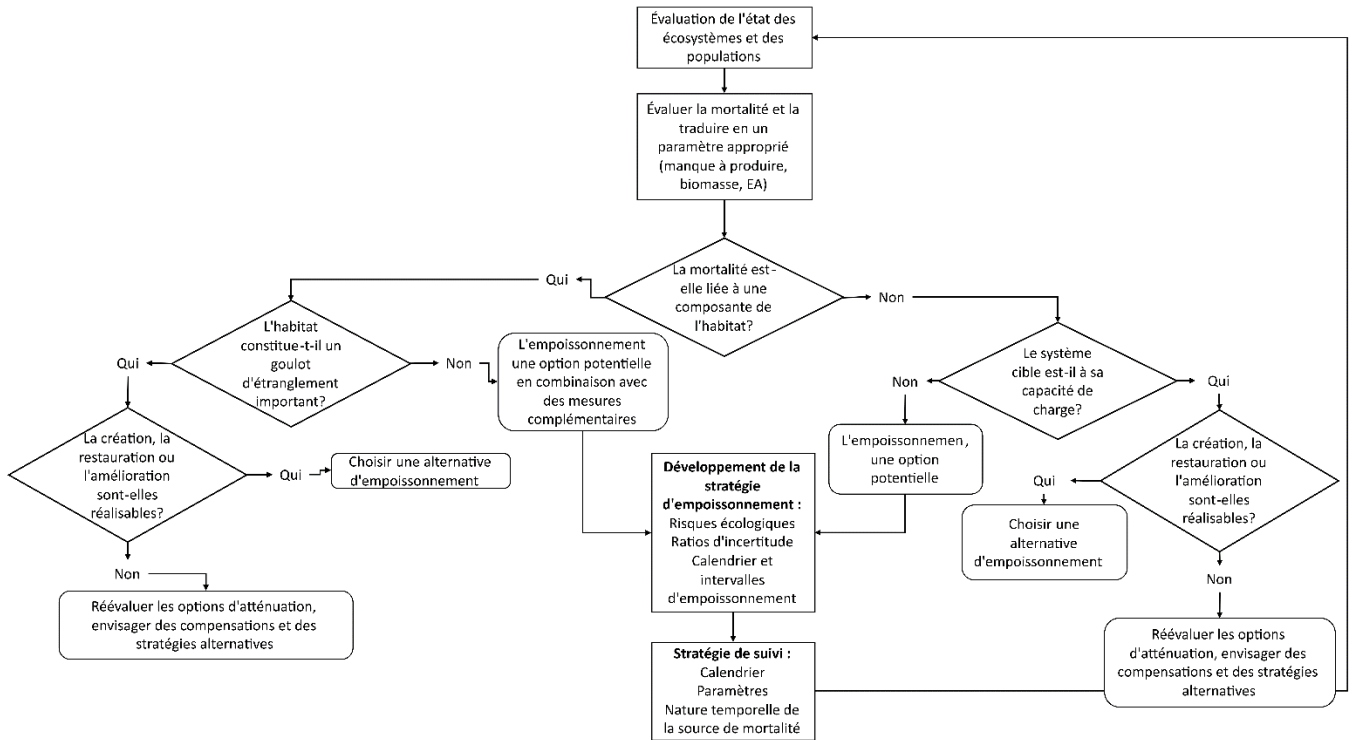 Évaluation de l'état des
écosystèmes et des
populations
Évaluer la mortalité et la
traduire en un
paramètre approprié
(manque à produire,
biomasse, EA)
La mortalité est-
elle liée à une
composante de
l'habitat?
Qui
Non
L'habitat
constitue-t-il un
goulot
d'étranglement
important?
Qui
Non
L'empoissonnement
une option potentielle
en combinaison avec
des mesures
complémentaires
Le système
cible est-il à sa
capacité de
charge?
Non
Qui
La création, la
restauration ou
l'amélioration
sont-elles
réalisables?
Qui
Choisir une alternative
d'empoissonnement
Non
Réévaluer les options d'atténuation,
envisager des compensations et des
stratégies alternatives
L'empoissonnemen,
une option
potentielle
La création, la
restauration ou
l'amélioration
sont-elles
réalisables?
Qui
Choisir une
alternative
d'empoissonnement
Non
Réévaluer les options
d'atténuation, envisager des
compensations et des stratégies
alternatives
Développement de la
stratégie
d'empoissonnement :
Risques écologiques
Ratios d'incertitude
Calendrier et
intervalles
d'empoissonnement
Stratégie de suivi :
Calendrier
Paramètres
Nature temporelle de
la source de mortalité